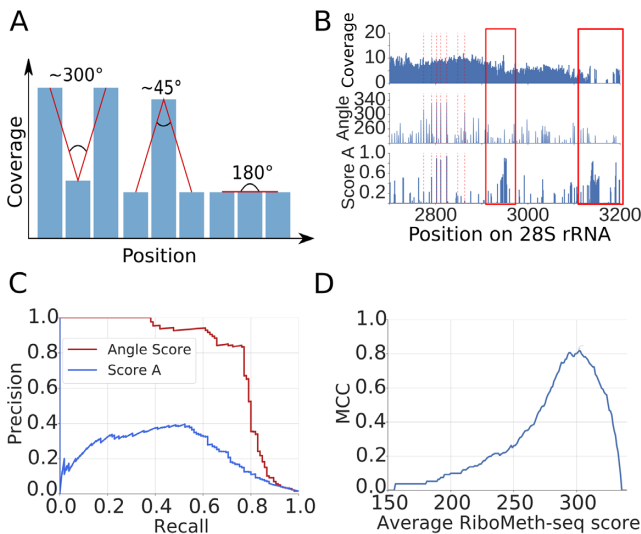 A
~300°
~45°
180°
Coverage
Position
B
Coverage
20
10
0
Angle
340
300
260
Score A
1.0
0.6
0.2
2800
3000
3200
Position on 28S rRNA
C
Precision
1.0
0.8
0.6
0.4
0.2
0.0
Angle Score
Score A
0.0
0.2
0.4
0.6
0.8
1.0
Recall
D
MCC
1.0
0.8
0.6
0.4
0.2
0.0
150
200
250
300
Average RiboMeth-seq score